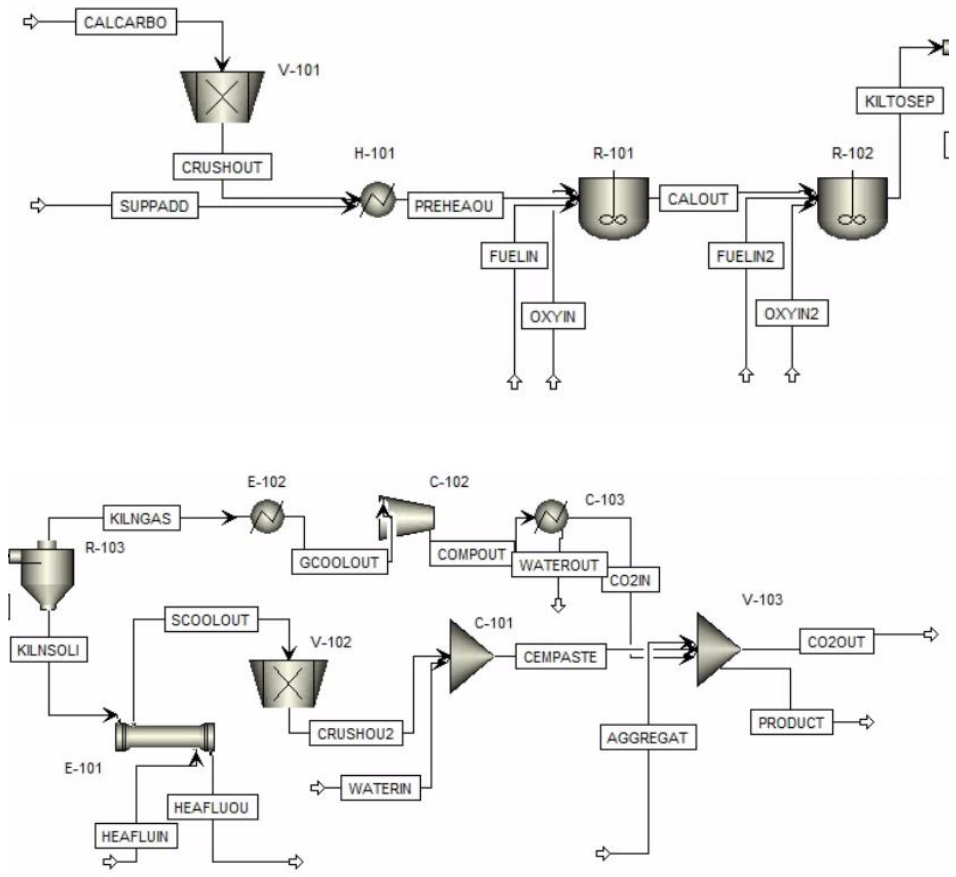 CALCARBO
V-101
KILTOSEP
CRUSHOUT
H-101
R-101
R-102
SUPPADD
PREHEAOU
CALOUT
FUELIN
FUELIN2
OXYIN
OXYIN2
E-102
C-102
C-103
KILNGAS
R-103
GCOOLOUT
COMPOUT
WATEROUT
CO2IN
V-103
SCOOLOUT
V-102
C-101
KILNSOLI
CEMPASTE
CO2OUT
CRUSHOU2
AGGREGAT
PRODUCT
E-101
WATERIN
HEAFLUOU
HEAFLUIN